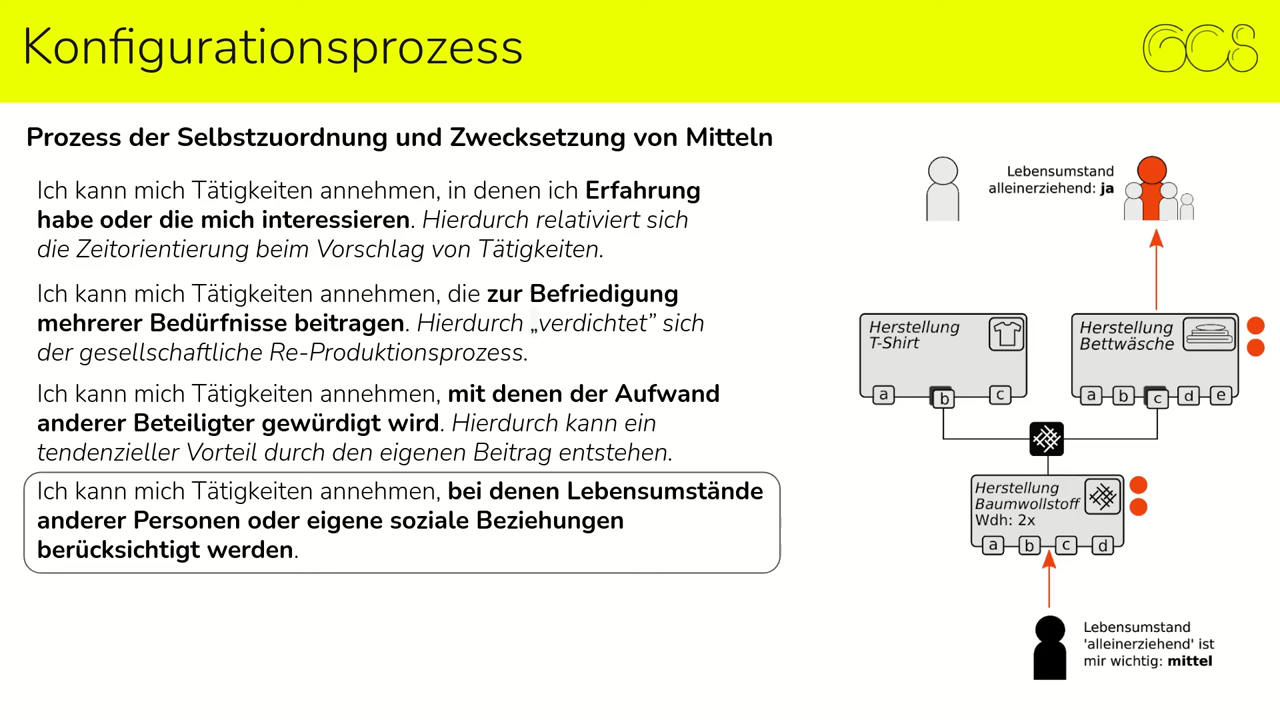 Konfigurationsprozess
GCS
Prozess der Selbstzuordnung und Zwecksetzung von Mitteln
Ich kann mich Tätigkeiten annehmen, in denen ich Erfahrung
habe oder die mich interessieren. Hierdurch relativiert sich
die Zeitorientierung beim Vorschlag von Tätigkeiten.
Ich kann mich Tätigkeiten annehmen, die zur Befriedigung
mehrerer Bedürfnisse beitragen. Hierdurch „verdichtet” sich
der gesellschaftliche Re-Produktionsprozess.
Ich kann mich Tätigkeiten annehmen, mit denen der Aufwand
anderer Beteiligter gewürdigt wird. Hierdurch kann ein
tendenzieller Vorteil durch den eigenen Beitrag entstehen.
Ich kann mich Tätigkeiten annehmen, bei denen Lebensumstände
anderer Personen oder eigene soziale Beziehungen
berücksichtigt werden.
Lebensumstand
alleinerziehend: ja
Herstellung
T-Shirt
a b c
Herstellung
Bettwäsche
a b c d e
Herstellung
Baumwollstoff
Wdh: 2x
a b c d
Lebensumstand
'alleinerziehend' ist
mir wichtig: mittel